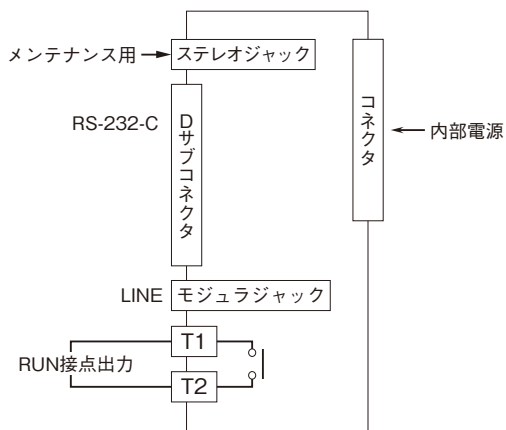 メンテナンス用
ステレオジャック
RS-232-C
Dサブコネクタ
コネクタ
内部電源
LINE
モジュラジャック
T1
RUN接点出力
T2